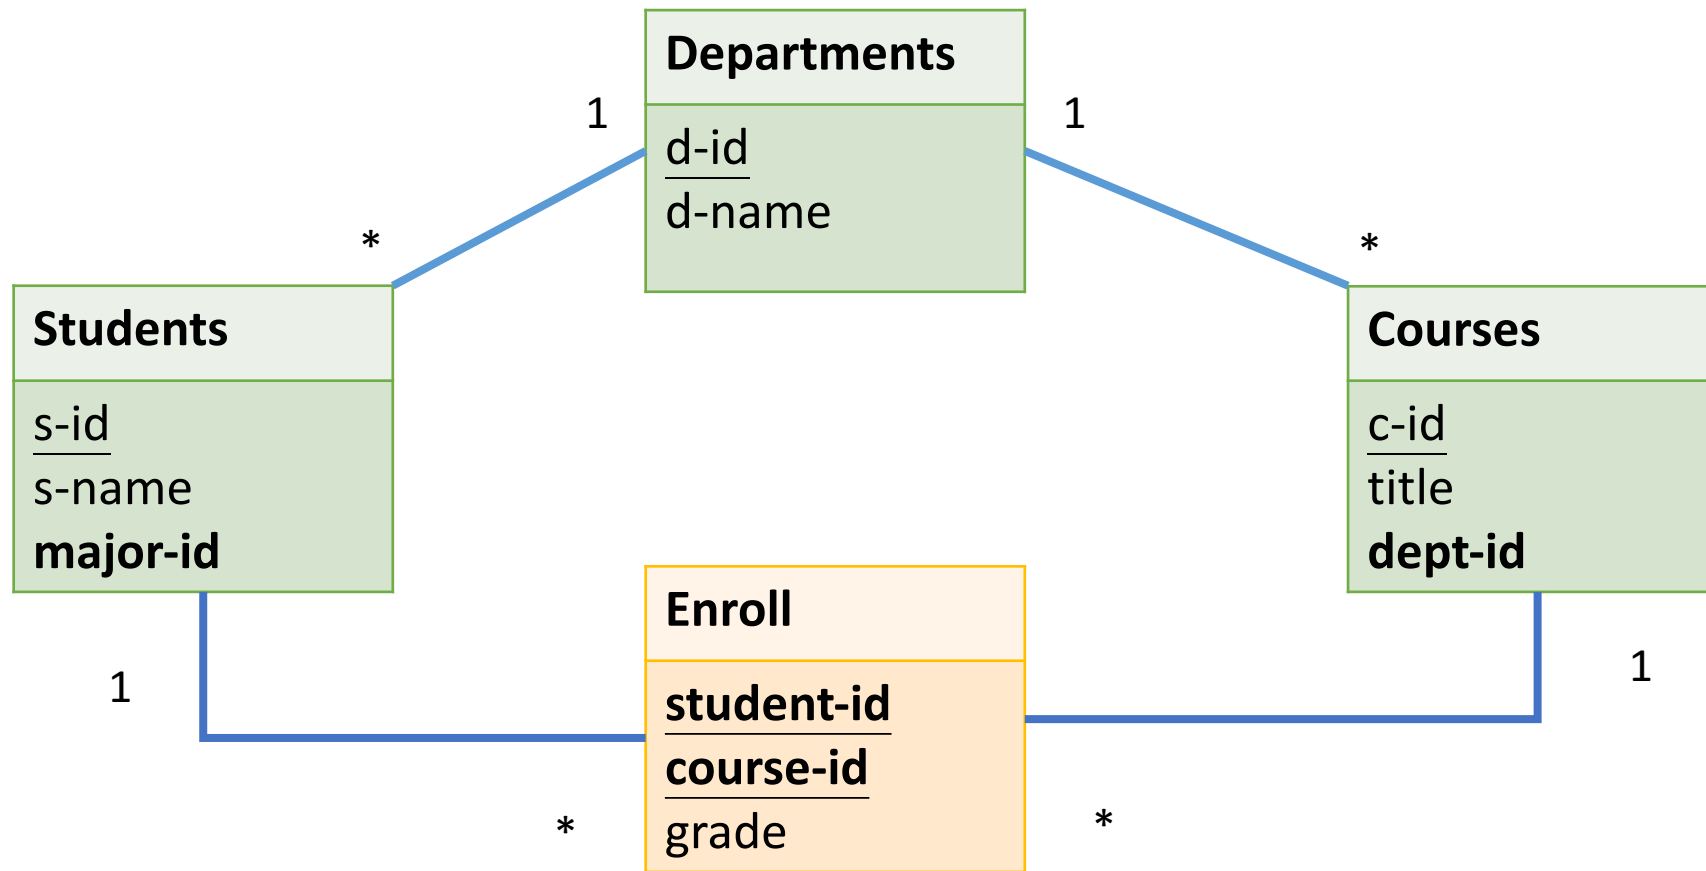 Departments
d-id
d-name
1
1
*
*
Students
s-id
s-name
major-id
Courses
c-id
title
dept-id
1
1
Enroll
student-id
course-id
grade
*
*